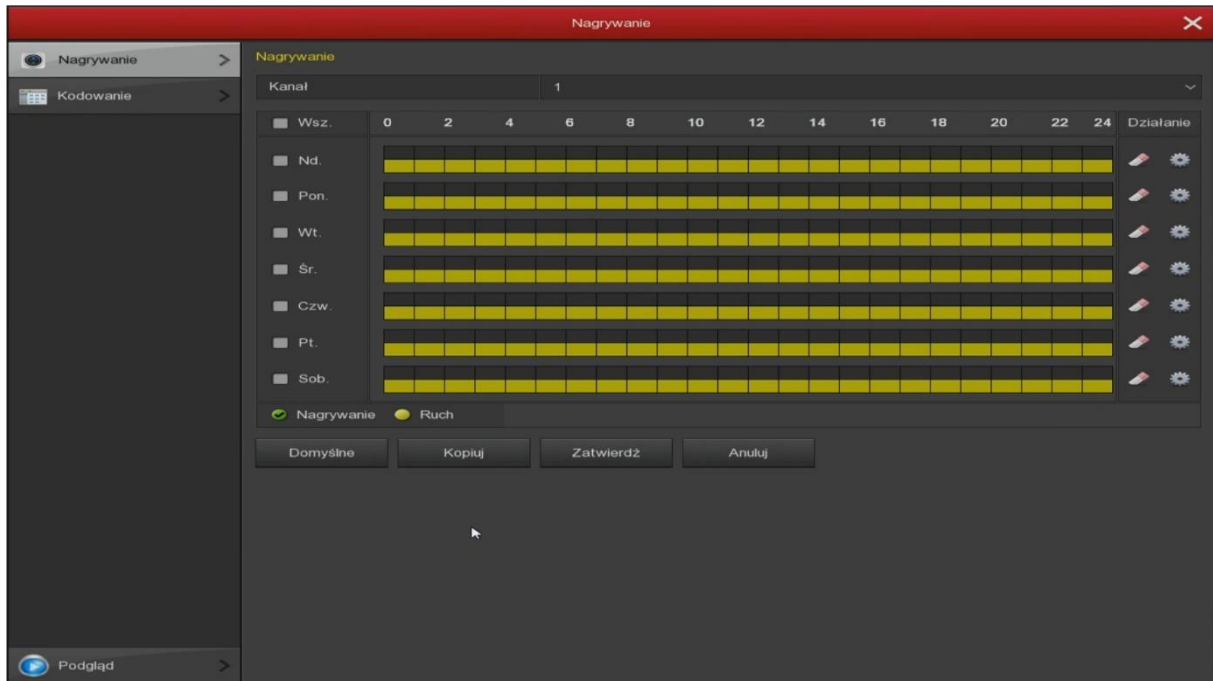 Nagrywanie
Nagrywanie
Kodowanie
Podgląd
Nagrywanie
Kanał 1
Wsz. 0 2 4 6 8 10 12 14 16 18 20 22 24 Działanie
Nd.
Pon.
Wt.
Śr.
Czw.
Pt.
Sob.
Nagrywanie Ruch
Domyślne Kopiuj Zatwierdź Anuluj